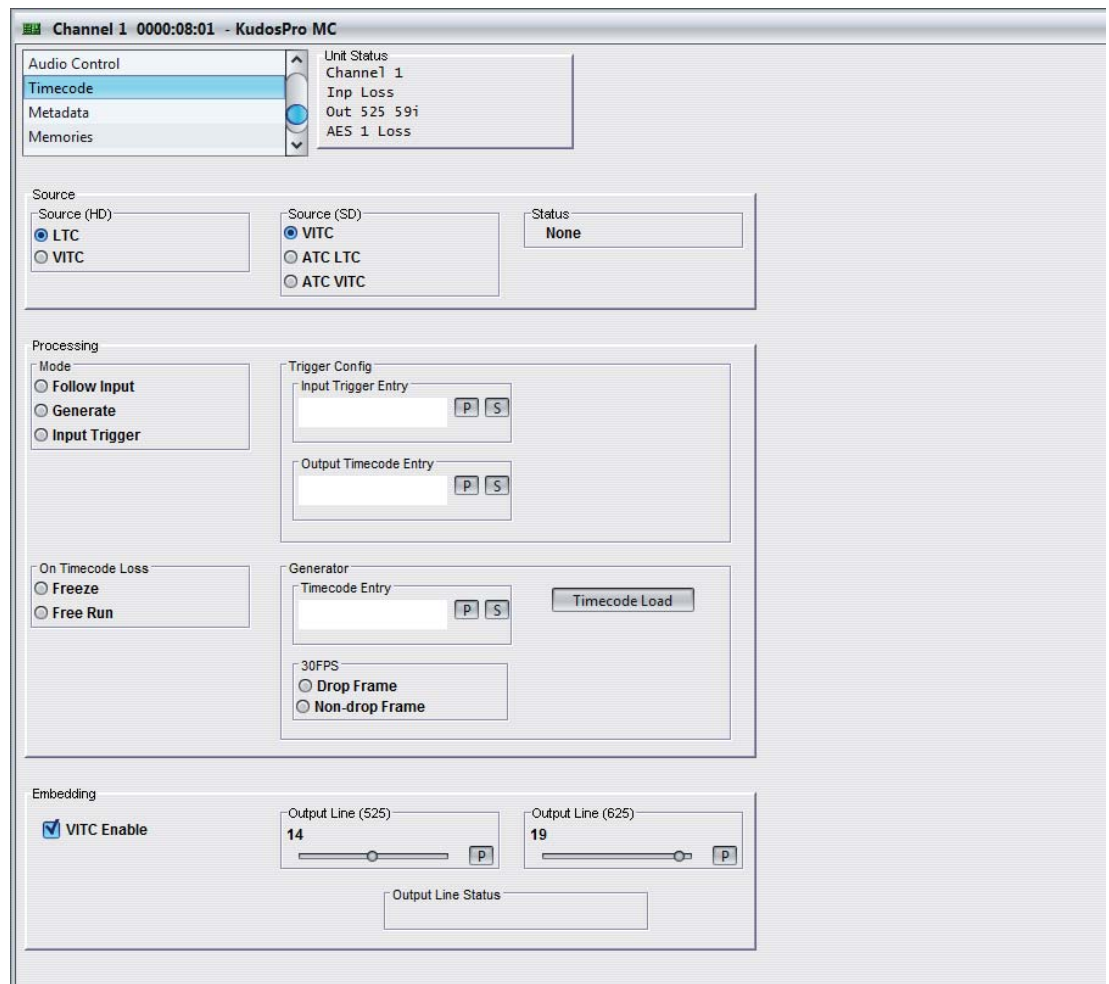 Channel 1 0000:08:01 - KudosPro MC
Audio Control
Timecode
Metadata
Memories
Unit Status
Channel 1
Inp Loss
Out 525 59i
AES 1 Loss
Source
Source (HD)
LTC
VITC
Source (SD)
VITC
ATC LTC
ATC VITC
Status
None
Processing
Mode
Follow Input
Generate
Input Trigger
Trigger Config
Input Trigger Entry
P S
Output Timecode Entry
P S
On Timecode Loss
Freeze
Free Run
Generator
Timecode Entry
P S
Timecode Load
30FPS
Drop Frame
Non-drop Frame
Embedding
VITC Enable
Output Line (525)
14
P
Output Line (625)
19
P
Output Line Status